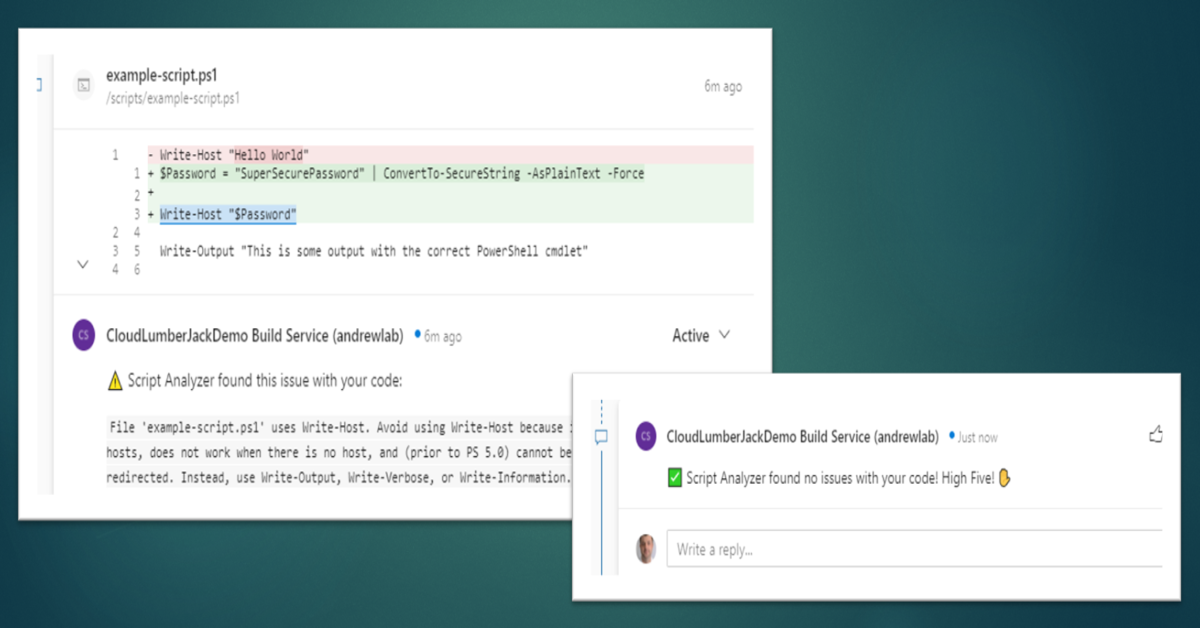 example-script.ps1
/scripts/example-script.ps1
6m ago
1 - Write-Host "Hello World"
1 + $Password = "SuperSecurePassword" | ConvertTo-SecureString -AsPlainText -Force
2 +
3 + Write-Host "$Password"
2 4
3 5 Write-Output "This is some output with the correct PowerShell cmdlet"
4 6
CS CloudLumberJackDemo Build Service (andrewlab) 6m ago
Active
⚠ Script Analyzer found this issue with your code:
File 'example-script.ps1' uses Write-Host. Avoid using Write-Host because
hosts, does not work when there is no host, and (prior to PS 5.0) cannot be
redirected. Instead, use Write-Output, Write-Verbose, or Write-Information.
CS CloudLumberJackDemo Build Service (andrewlab) Just now
✅ Script Analyzer found no issues with your code! High Five! ✋
Write a reply...